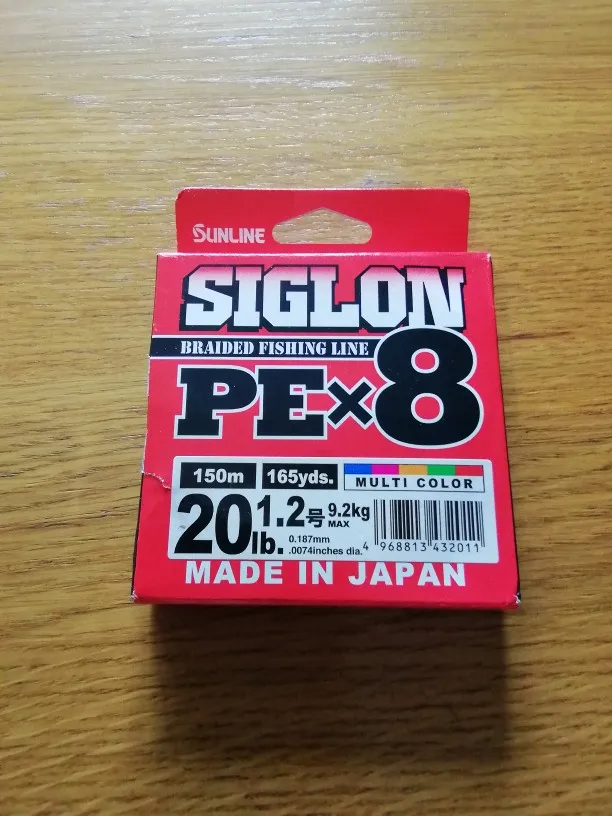 SUNLINE
SIGLON
BRAIDED FISHING LINE
PE×8
150m 165yds. MULTI COLOR
20lb. 1.2号 9.2kg MAX
0.187mm
.0074inches dia.
4 968813 432011
MADE IN JAPAN